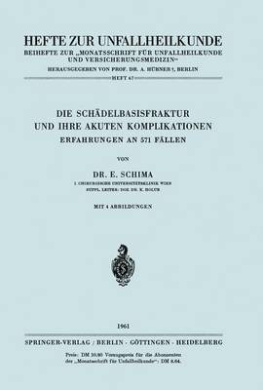 HEFTE ZUR UNFALLHEILKUNDE
BEIHEFTE ZUR „MONATSSCHRIFT FÜR UNFALLHEILKUNDE
UND VERSICHERUNGSMEDIZIN“
HERAUSGEGEBEN VON PROF. DR. A. HÜBNER†, BERLIN
HEFT 67
DIE SCHÄDELBASISFRAKTUR
UND IHRE AKUTEN KOMPLIKATIONEN
ERFAHRUNGEN AN 571 FÄLLEN
VON
DR. E. SCHIMA
I. CHIRURGISCHE UNIVERSITÄTSKLINIK WIEN
SUPPL. LEITER: DOZ. DR. K. HOLUB
MIT 4 ABBILDUNGEN
1961
SPRINGER-VERLAG / BERLIN · GÖTTINGEN · HEIDELBERG
Preis: DM 10.80 Vorzugspreis für die Abonnenten
der „Monatsschrift für Unfallheilkunde“: DM 8.64.